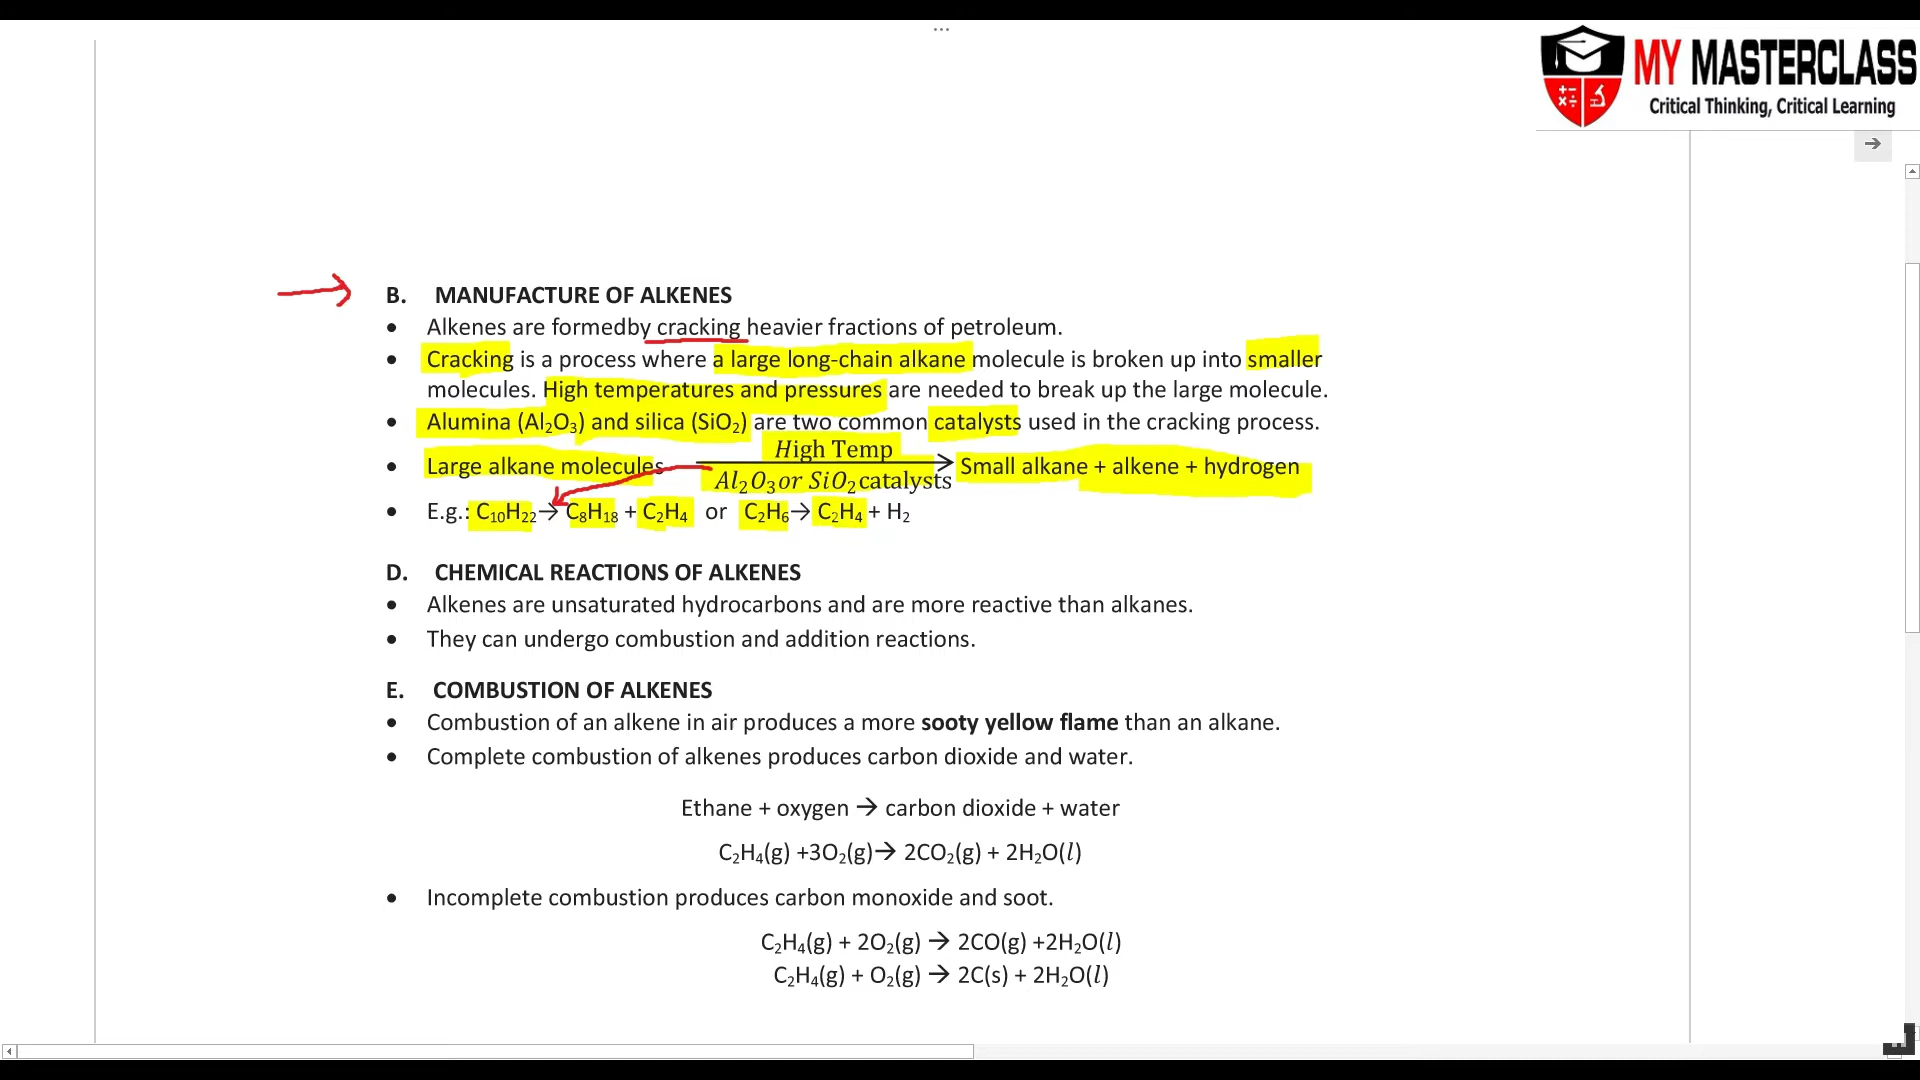 ...
MY MASTERCLASS
Critical Thinking, Critical Learning
B. MANUFACTURE OF ALKENES
• Alkenes are formedby cracking heavier fractions of petroleum.
• Cracking is a process where a large long-chain alkane molecule is broken up into smaller
molecules. High temperatures and pressures are needed to break up the large molecule.
• Alumina (Al₂O₃) and silica (SiO₂) are two common catalysts used in the cracking process.
High Temp
• Large alkane molecules → Small alkane + alkene + hydrogen
Al₂O₃or SiO₂catalysts
• E.g.: C₁₀H₂₂→ C₈H₁₈ + C₂H₄ or C₂H₆→ C₂H₄ + H₂
D. CHEMICAL REACTIONS OF ALKENES
• Alkenes are unsaturated hydrocarbons and are more reactive than alkanes.
• They can undergo combustion and addition reactions.
E. COMBUSTION OF ALKENES
• Combustion of an alkene in air produces a more sooty yellow flame than an alkane.
• Complete combustion of alkenes produces carbon dioxide and water.
Ethane + oxygen → carbon dioxide + water
C₂H₄(g) +3O₂(g)→ 2CO₂(g) + 2H₂O(l)
• Incomplete combustion produces carbon monoxide and soot.
C₂H₄(g) + 2O₂(g) → 2CO(g) +2H₂O(l)
C₂H₄(g) + O₂(g) → 2C(s) + 2H₂O(l)